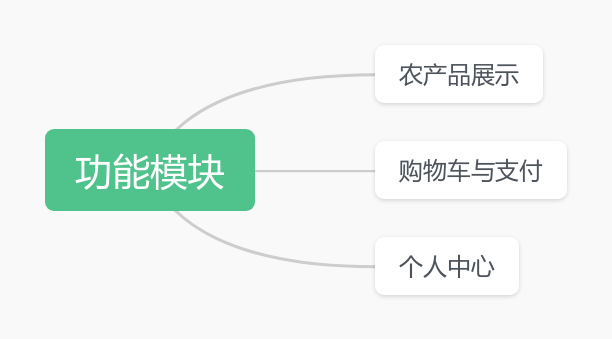 功能模块
农产品展示
购物车与支付
个人中心